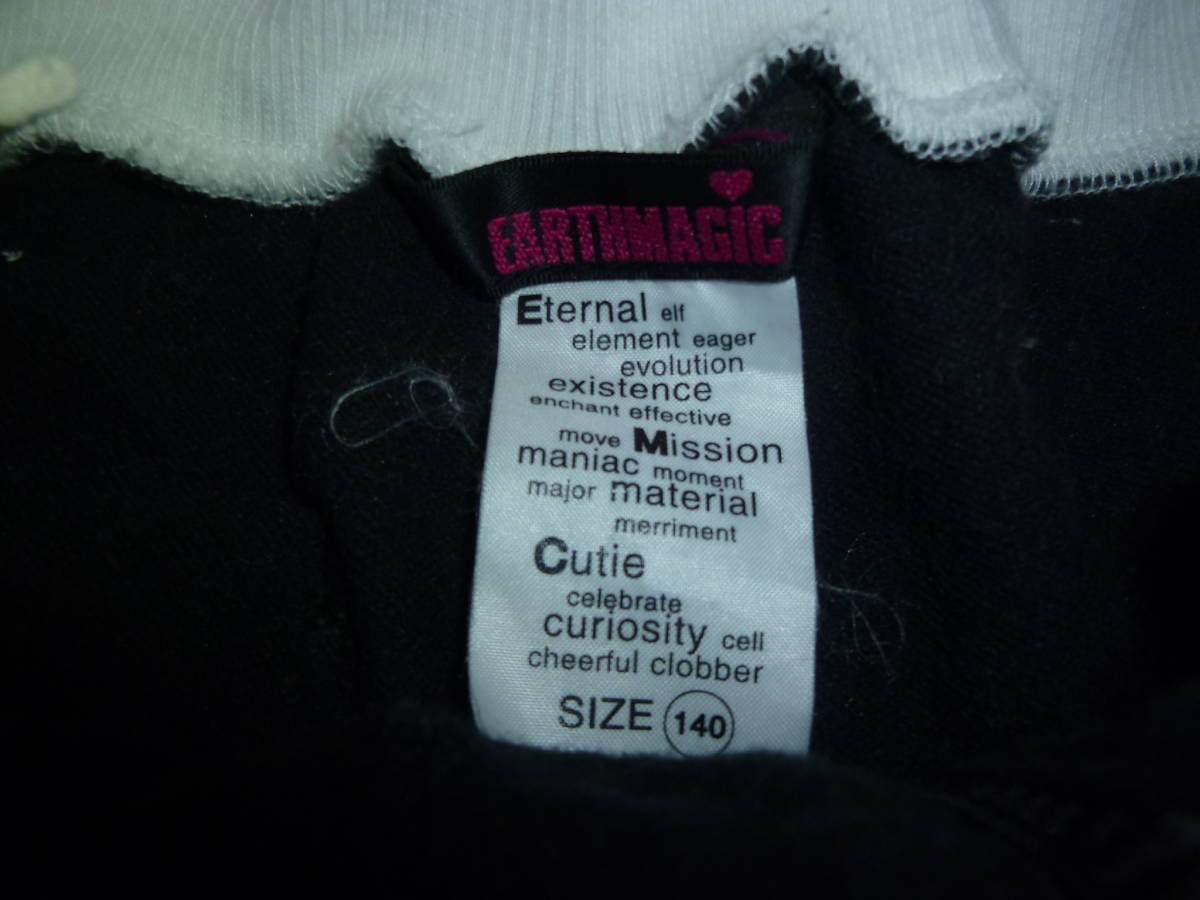 EARTHMAGIC
Eternal elf
element eager
evolution
existence
enchant effective
move Mission
maniac moment
major material
merriment
Cutie
celebrate
curiosity cell
cheerful clobber
SIZE 140